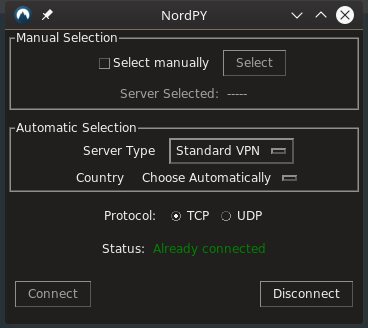 NordPY
Manual Selection
Select manually Select
Server Selected: -----
Automatic Selection
Server Type Standard VPN
Country Choose Automatically
Protocol: TCP UDP
Status: Already connected
Connect Disconnect